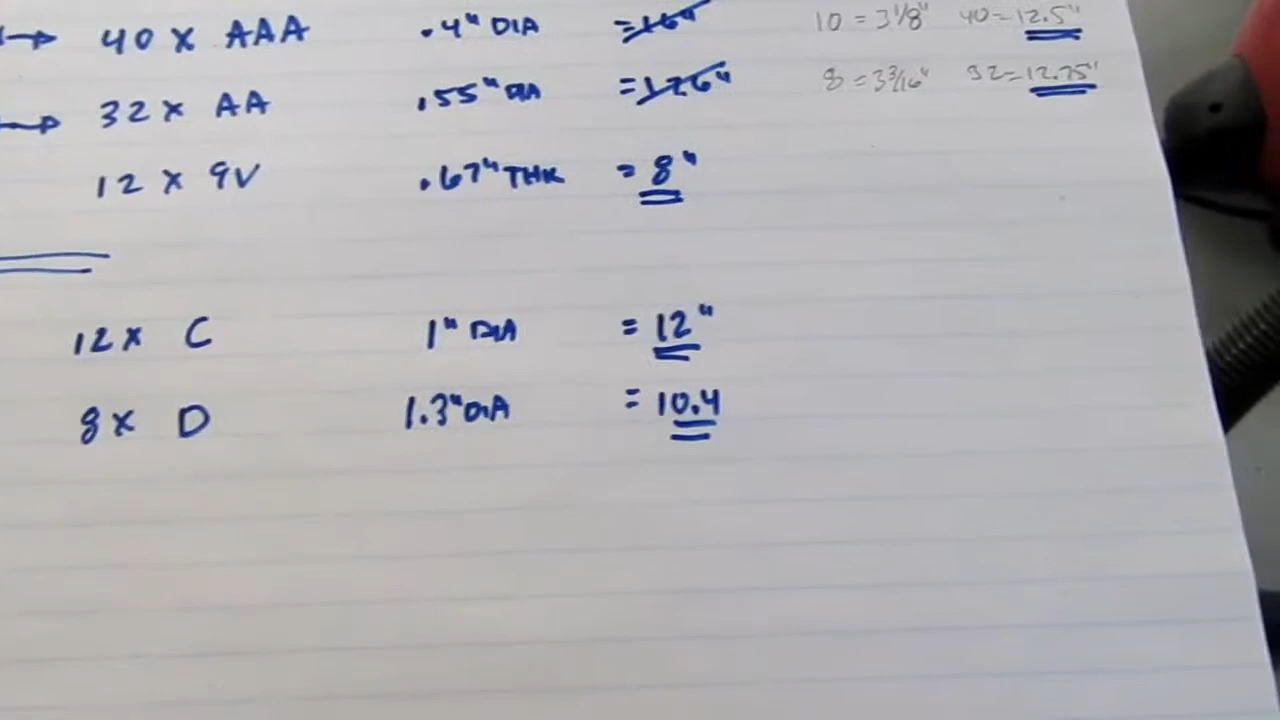 40 x AAA .4" DIA =16" 10 = 3 1/8" 40=12.5"
32 x AA .55" DIA =17.6" 8 = 3 3/16" 32=12.75"
12 x 9V .67" THK = 8"
12 x C 1" DIA = 12"
8 x D 1.3" DIA = 10.4